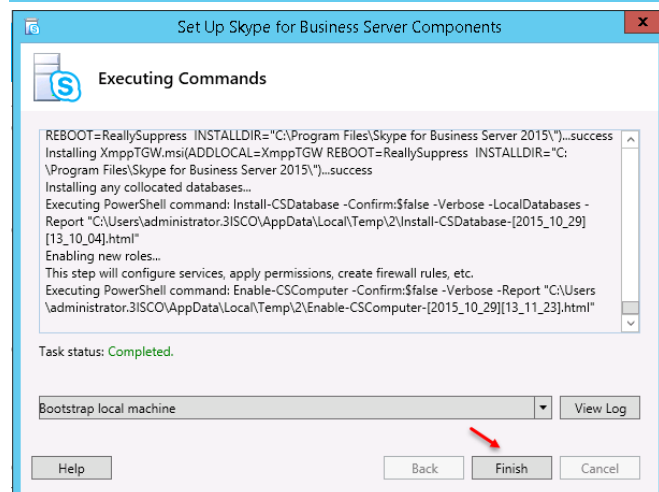 Set Up Skype for Business Server Components
x
S
Executing Commands
REBOOT=ReallySuppress INSTALLDIR="C:\Program Files\Skype for Business Server 2015\")...success
Installing XmppTGW.msi(ADDLOCAL=XmppTGW REBOOT=ReallySuppress INSTALLDIR="C:
\Program Files\Skype for Business Server 2015\")...success
Installing any collocated databases...
Executing PowerShell command: Install-CSDatabase -Confirm:$false -Verbose -LocalDatabases -
Report "C:\Users\administrator.3ISCO\AppData\Local\Temp\2\Install-CSDatabase-[2015_10_29]
[13_10_04].html"
Enabling new roles...
This step will configure services, apply permissions, create firewall rules, etc.
Executing PowerShell command: Enable-CSComputer -Confirm:$false -Verbose -Report "C:\Users
\administrator.3ISCO\AppData\Local\Temp\2\Enable-CSComputer-[2015_10_29][13_11_23].html"
Task status: Completed.
Bootstrap local machine
View Log
Help
Back
Finish
Cancel